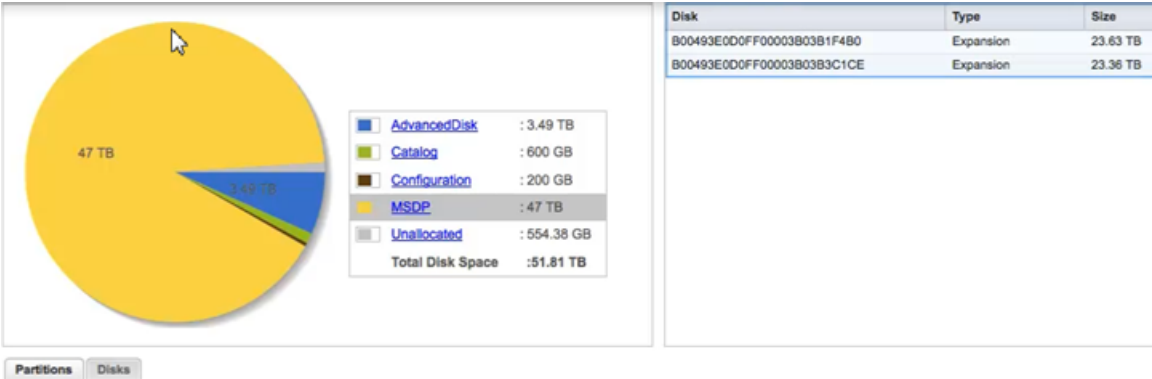 47 TB
3.49 TB
AdvancedDisk : 3.49 TB
Catalog : 600 GB
Configuration : 200 GB
MSDP : 47 TB
Unallocated : 554.38 GB
Total Disk Space :51.81 TB
Disk Type Size
B00493E0D0FF00003B03B1F4B0 Expansion 23.63 TB
B00493E0D0FF00003B03B3C1CE Expansion 23.36 TB
Partitions Disks